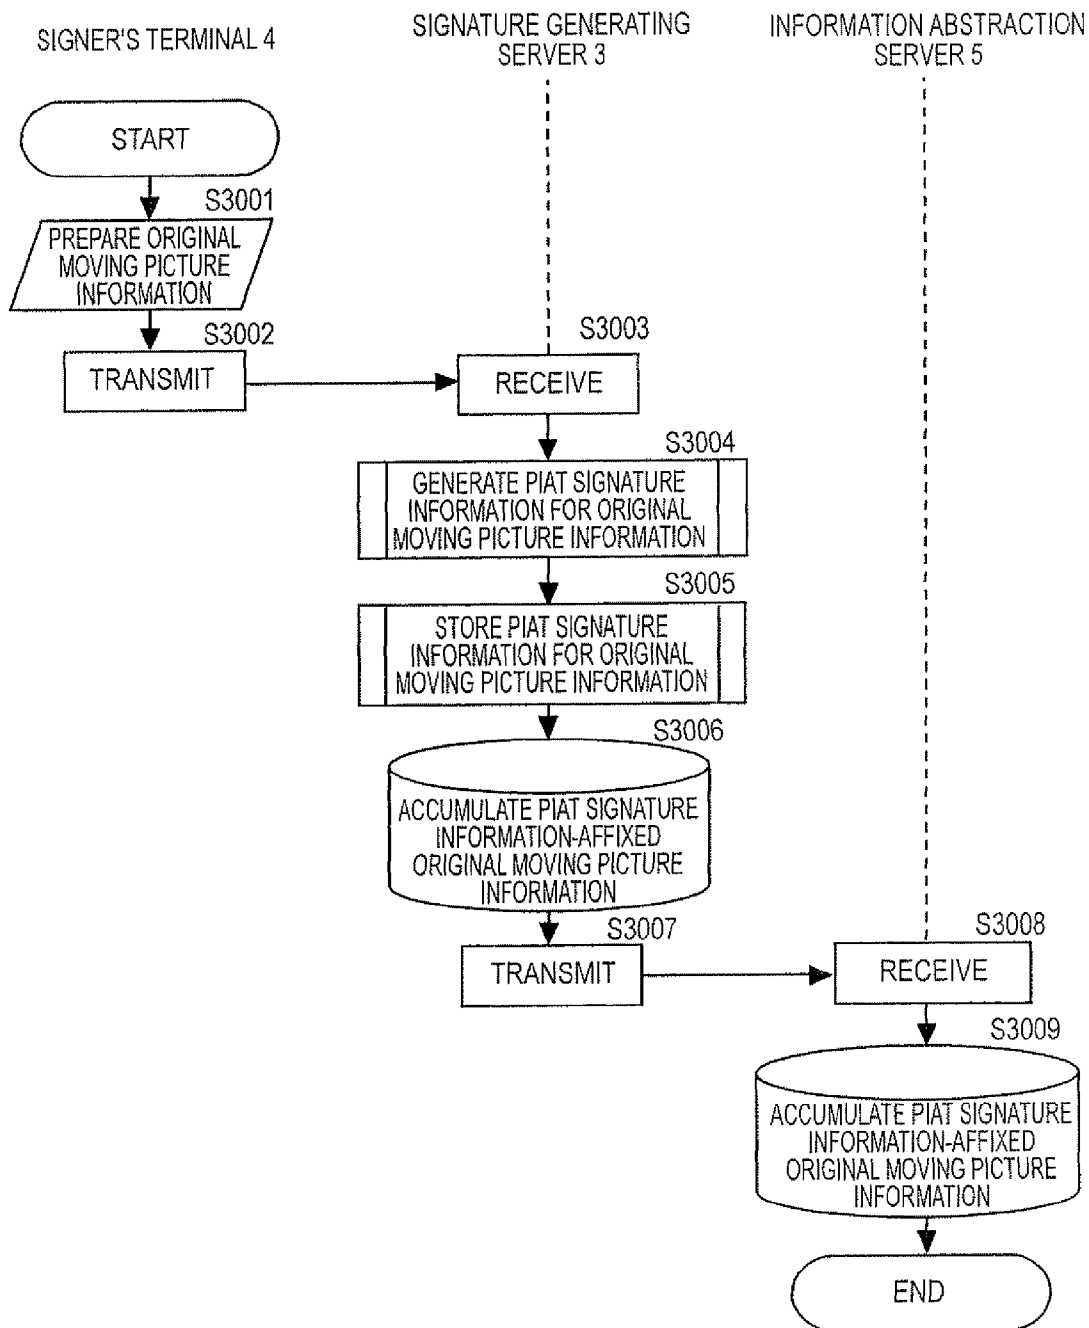 SIGNER'S TERMINAL 4
SIGNATURE GENERATING
SERVER 3
INFORMATION ABSTRACTION
SERVER 5
START
S3001
PREPARE ORIGINAL
MOVING PICTURE
INFORMATION
S3002
TRANSMIT
S3003
RECEIVE
S3004
GENERATE PIAT SIGNATURE
INFORMATION FOR ORIGINAL
MOVING PICTURE INFORMATION
S3005
STORE PIAT SIGNATURE
INFORMATION FOR ORIGINAL
MOVING PICTURE INFORMATION
S3006
ACCUMULATE PIAT SIGNATURE
INFORMATION-AFFIXED
ORIGINAL MOVING PICTURE
INFORMATION
S3007
TRANSMIT
S3008
RECEIVE
S3009
ACCUMULATE PIAT SIGNATURE
INFORMATION-AFFIXED
ORIGINAL MOVING PICTURE
INFORMATION
END